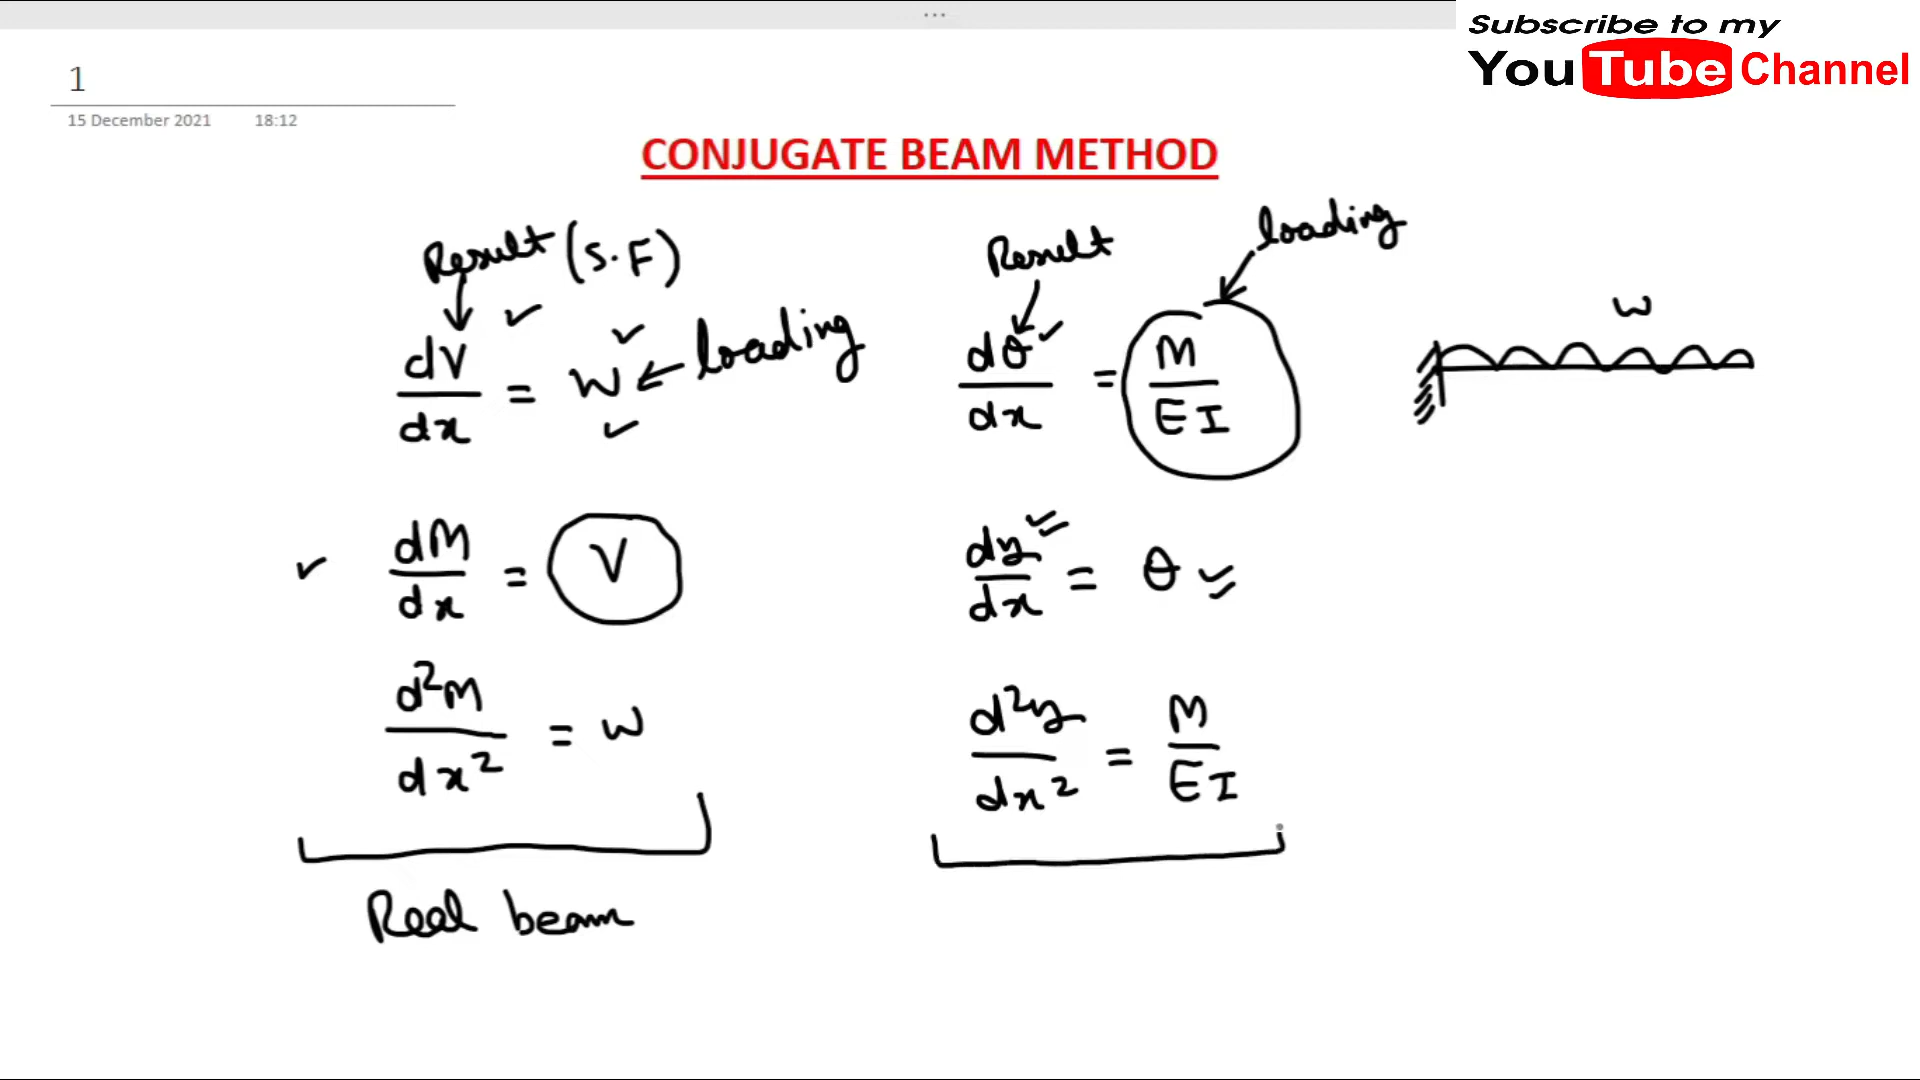 Subscribe to my
YouTube Channel
1
15 December 2021 18:12
CONJUGATE BEAM METHOD
Result (S.F)
dV/dx = w ← loading
dM/dx = V
d²M/dx² = w
Real beam
Result
loading
dθ/dx = M/EI
dy/dx = θ
d²y/dx² = M/EI
w